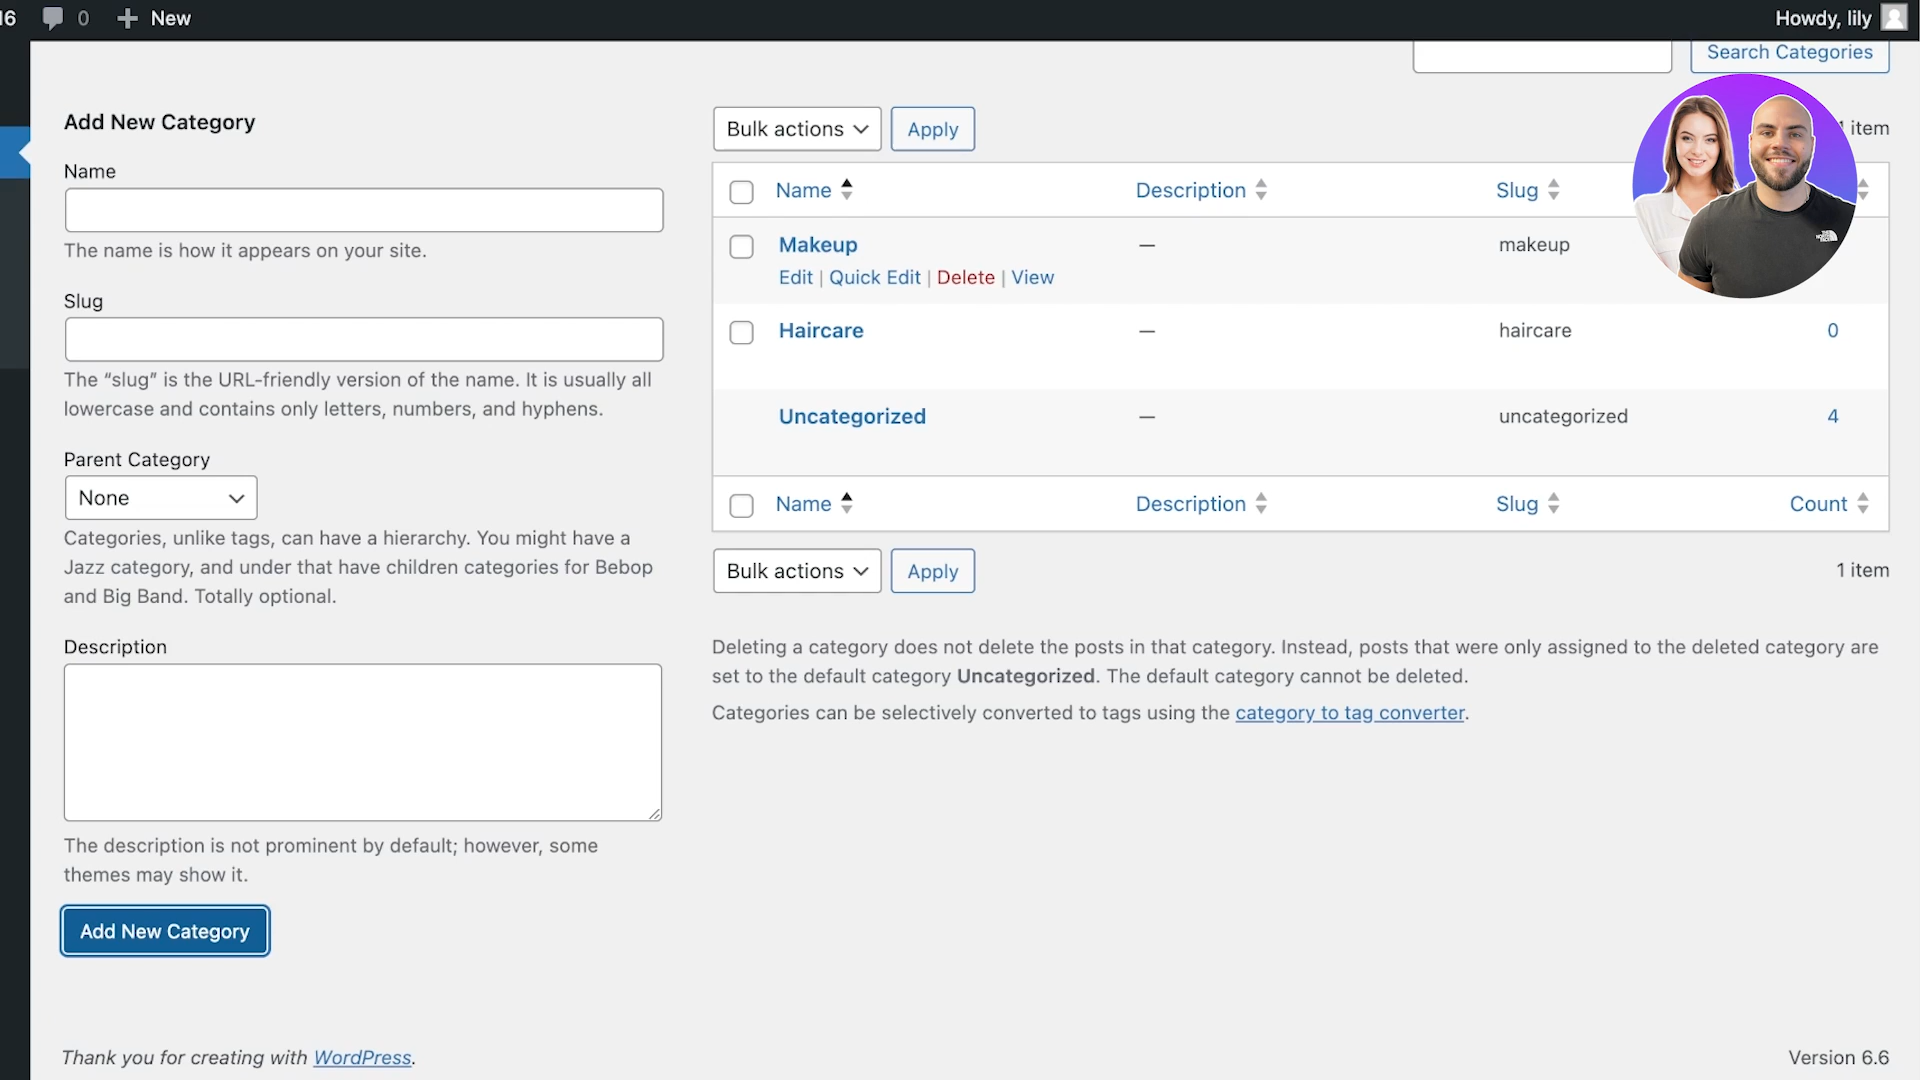 16 0 New Howdy, lily
Search Categories
Add New Category
Bulk actions Apply 1 item
Name
Name Description Slug
The name is how it appears on your site.
Makeup — makeup
Edit | Quick Edit | Delete | View
Slug
Haircare — haircare 0
The “slug” is the URL-friendly version of the name. It is usually all
lowercase and contains only letters, numbers, and hyphens.
Uncategorized — uncategorized 4
Parent Category
None
Name Description Slug Count
Categories, unlike tags, can have a hierarchy. You might have a
Jazz category, and under that have children categories for Bebop
and Big Band. Totally optional.
Bulk actions Apply 1 item
Description
Deleting a category does not delete the posts in that category. Instead, posts that were only assigned to the deleted category are
set to the default category Uncategorized. The default category cannot be deleted.
Categories can be selectively converted to tags using the category to tag converter.
The description is not prominent by default; however, some
themes may show it.
Add New Category
Thank you for creating with WordPress.
Version 6.6